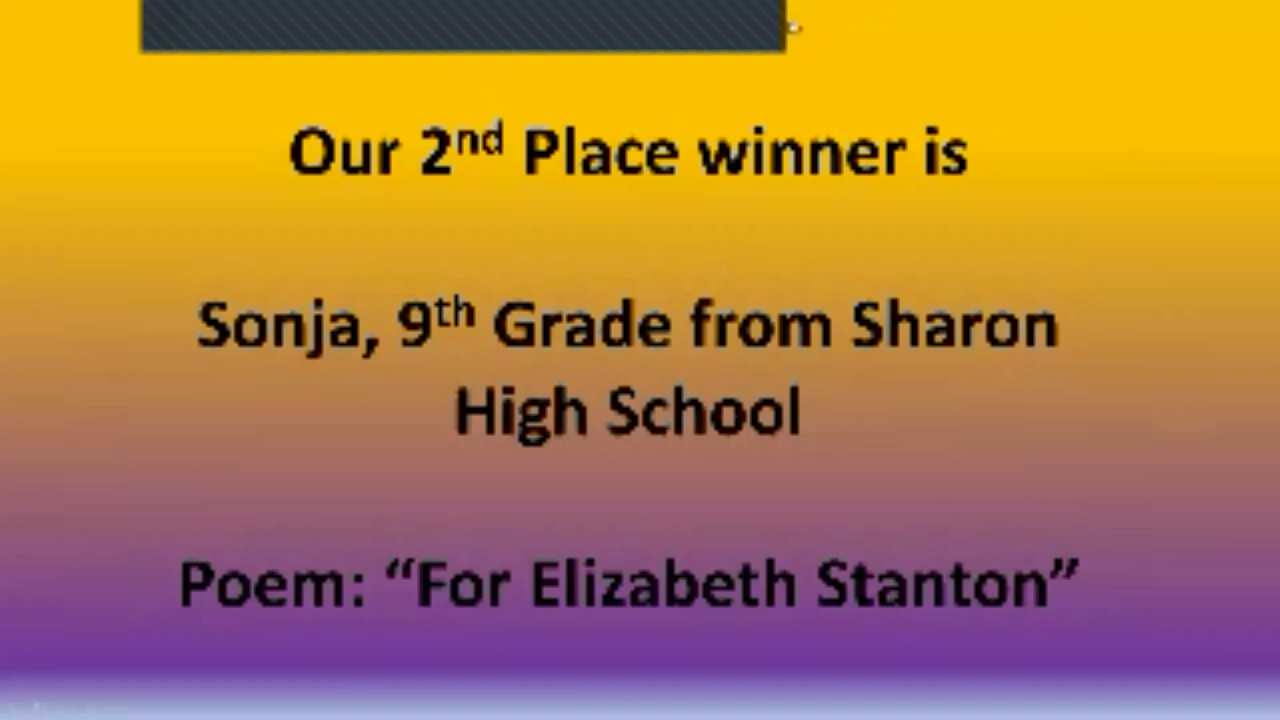 Our 2nd Place winner is
Sonja, 9th Grade from Sharon
High School
Poem: “For Elizabeth Stanton”